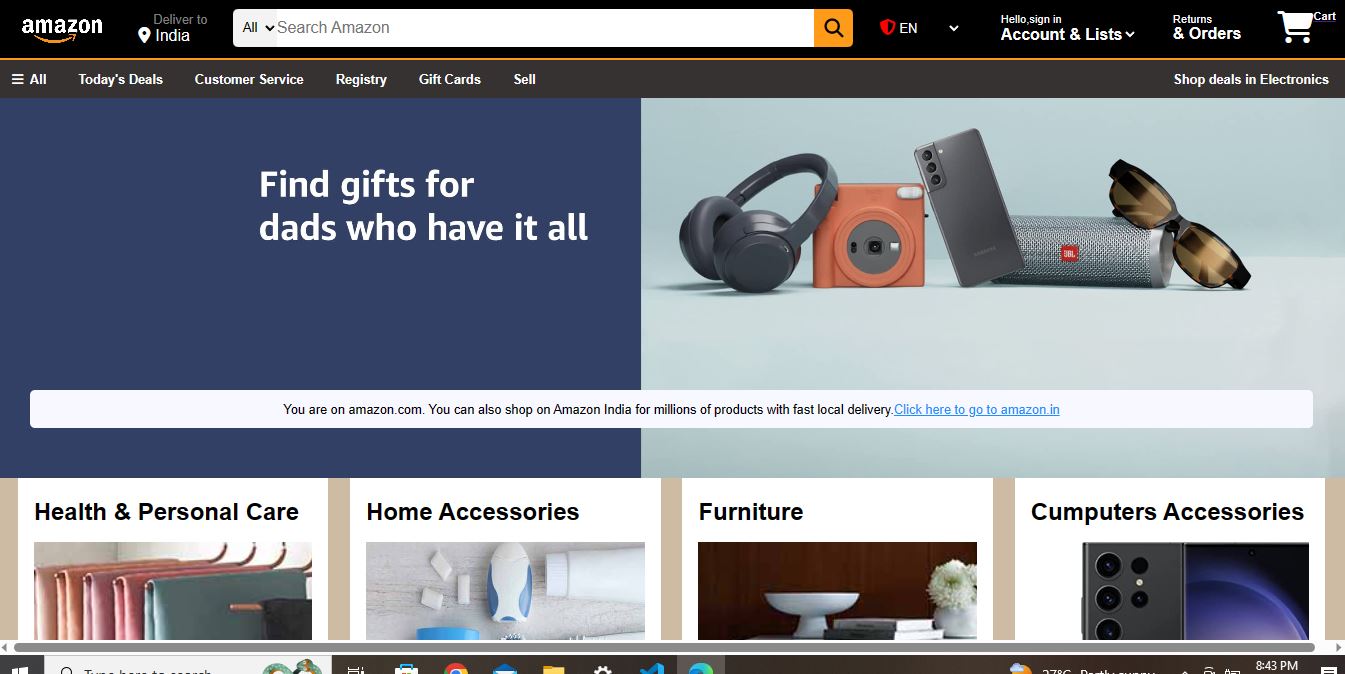 amazon
Deliver to
India
All
Search Amazon
EN
Hello,sign in
Account & Lists
Returns
& Orders
Cart
All
Today's Deals
Customer Service
Registry
Gift Cards
Sell
Shop deals in Electronics
Find gifts for
dads who have it all
SAMSUNG
JBL
You are on amazon.com. You can also shop on Amazon India for millions of products with fast local delivery.Click here to go to amazon.in
Health & Personal Care
Home Accessories
Furniture
Cumputers Accessories
Type here to search
27°C Partly sunny
8:43 PM